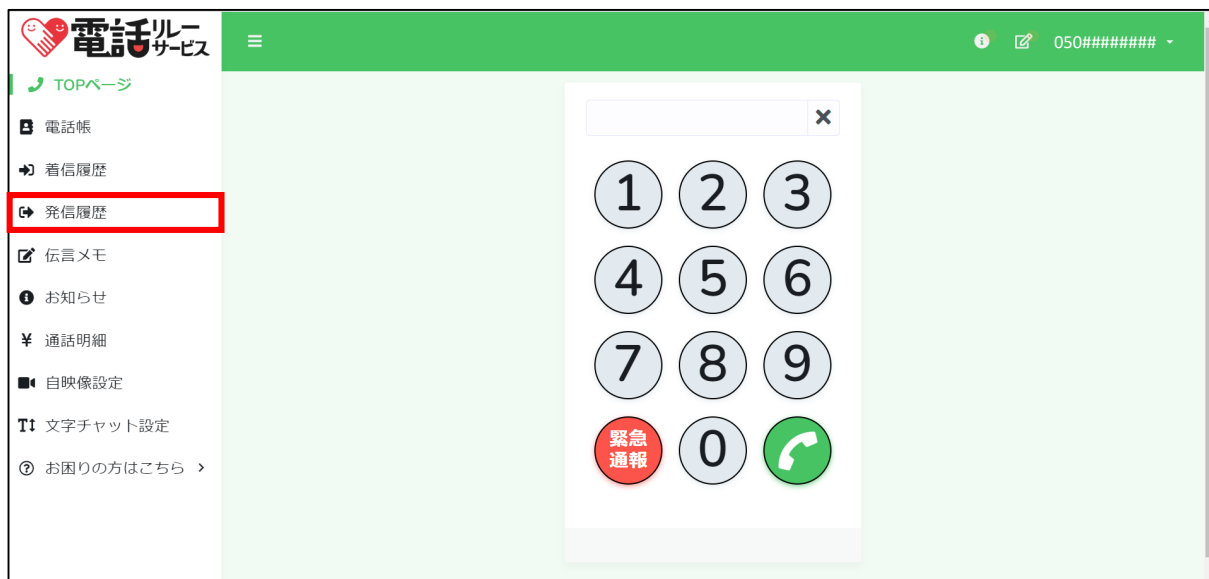 電話リレーサービス
050########
TOPページ
電話帳
着信履歴
発信履歴
伝言メモ
お知らせ
¥ 通話明細
自映像設定
文字チャット設定
お困りの方はこちら
1 2 3
4 5 6
7 8 9
緊急
通報
0